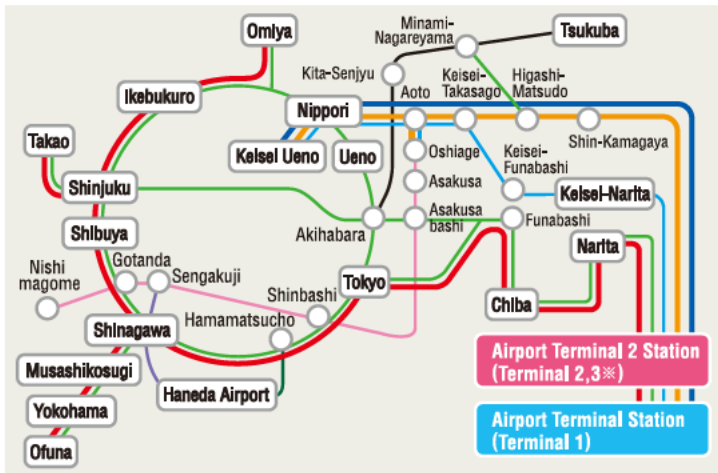 Omiya
Minami-
Nagareyama
Tsukuba
Kita-Senjyu
Ikebukuro
Nippori
Aoto
Keisei-
Takasago
Higashi-
Matsudo
Takao
Keisei Ueno
Ueno
Oshiage
Shin-Kamagaya
Keisei-
Funabashi
Shinjuku
Asakusa
Keisei-Narita
Shibuya
Akihabara
Asakusa
bashi
Funabashi
Narita
Nishi
magome
Gotanda
Sengakuji
Tokyo
Shinbashi
Chiba
Shinagawa
Hamamatsucho
Musashikosugi
Haneda Airport
Yokohama
Ofuna
Airport Terminal 2 Station
(Terminal 2,3※)
Airport Terminal Station
(Terminal 1)